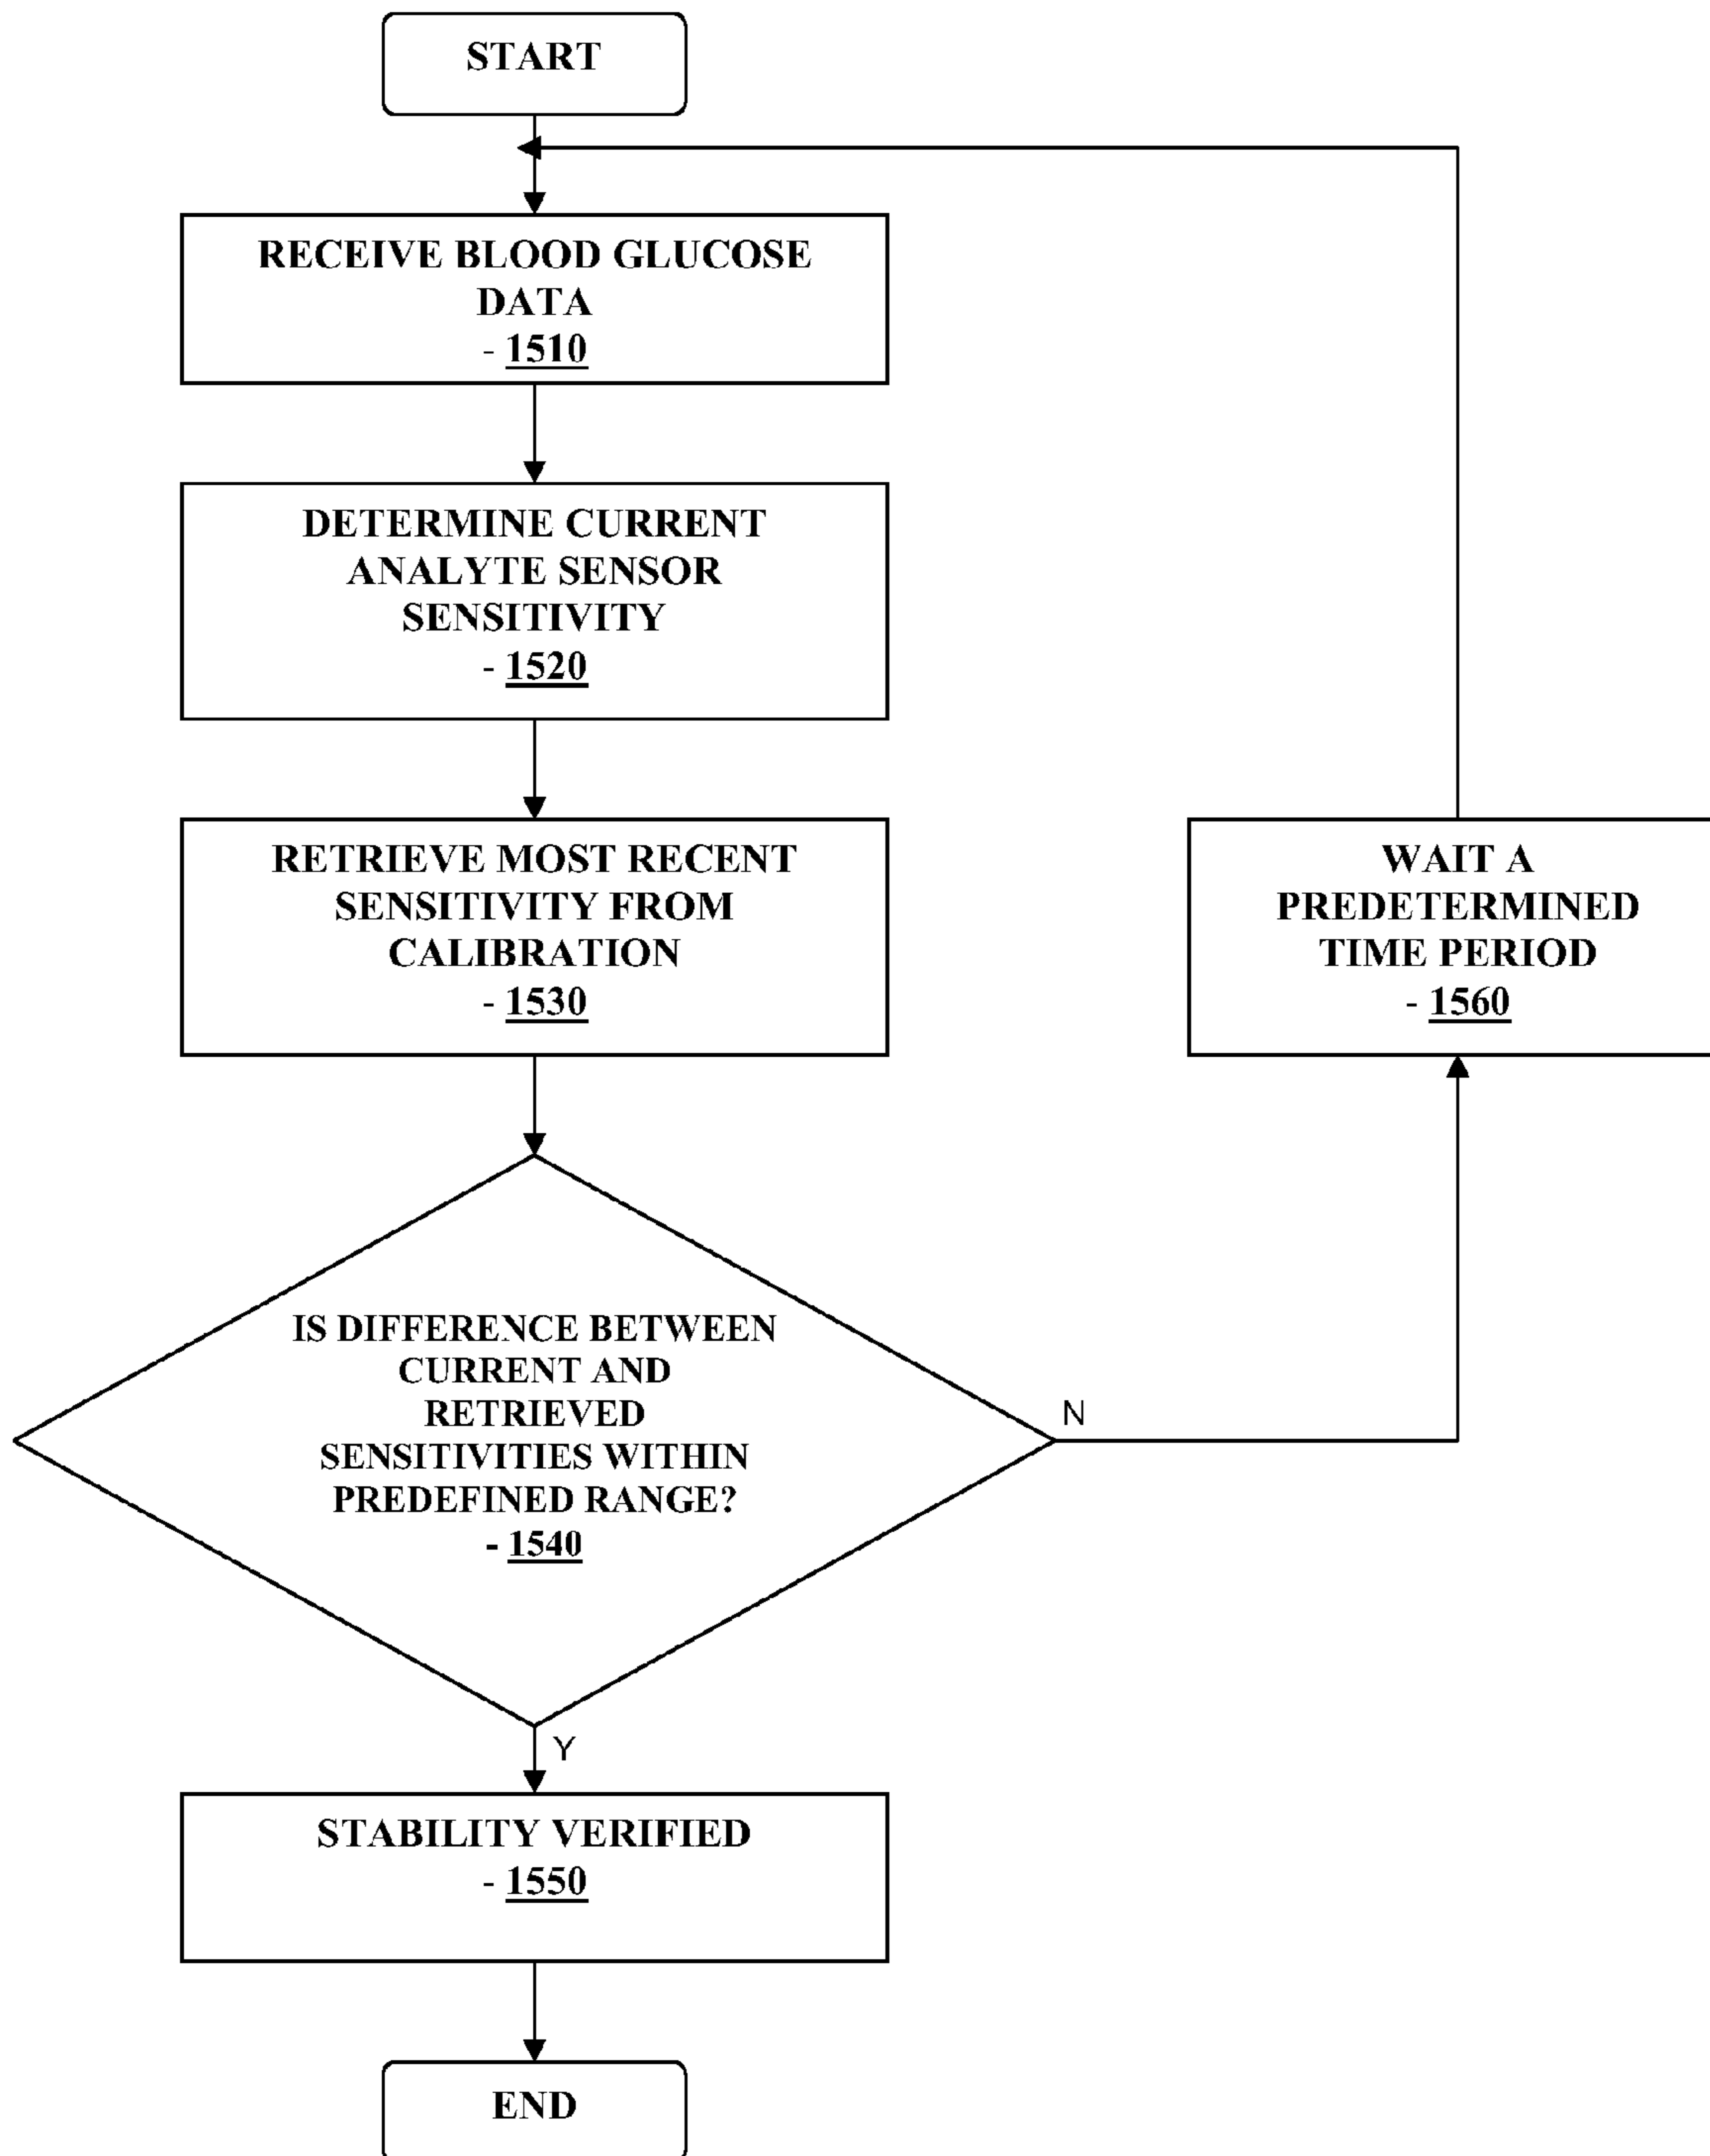 START
RECEIVE BLOOD GLUCOSE
DATA
- 1510
DETERMINE CURRENT
ANALYTE SENSOR
SENSITIVITY
- 1520
RETRIEVE MOST RECENT
SENSITIVITY FROM
CALIBRATION
- 1530
WAIT A
PREDETERMINED
TIME PERIOD
- 1560
IS DIFFERENCE BETWEEN
CURRENT AND
RETRIEVED
SENSITIVITIES WITHIN
PREDEFINED RANGE?
- 1540
N
Y
STABILITY VERIFIED
- 1550
END